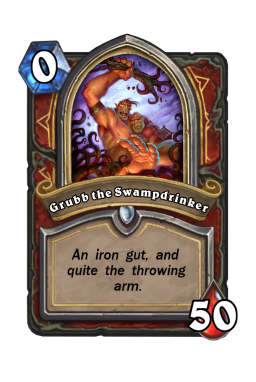 0
Grubb the Swampdrinker
An iron gut, and
quite the throwing
arm.
50